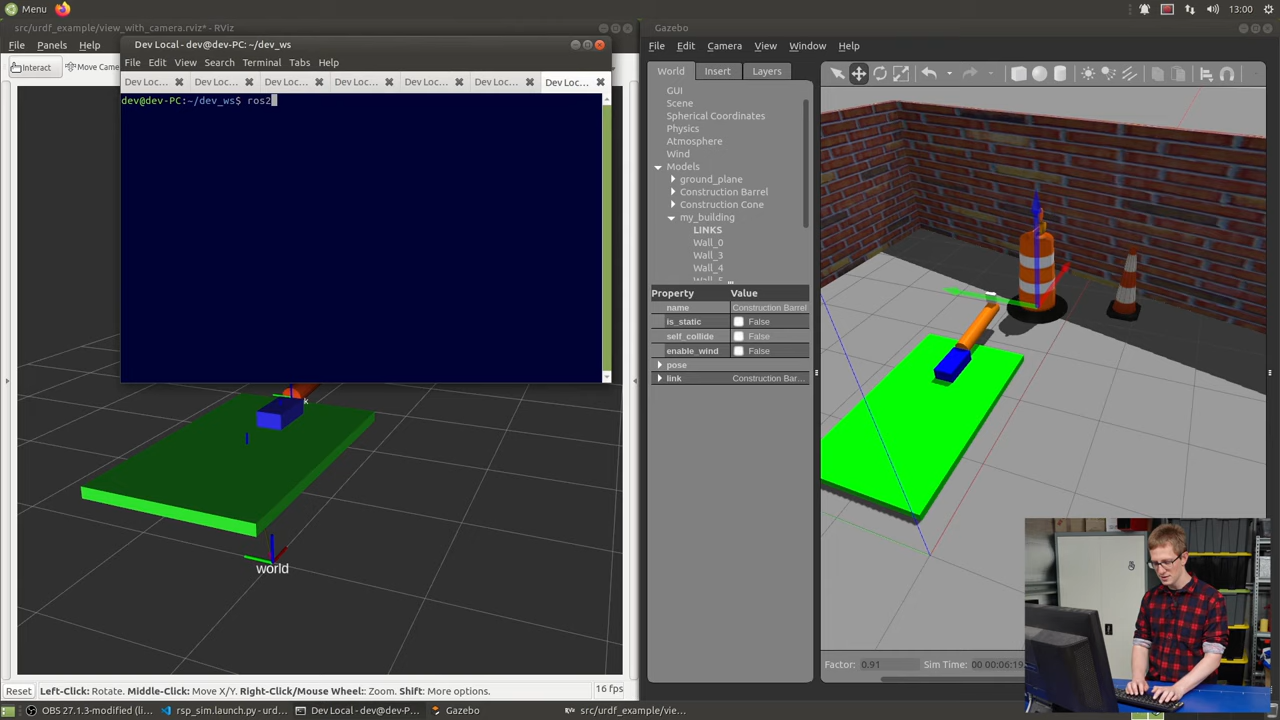 Menu
13:00
src/urdf_example/view_with_camera.rviz* - RViz
File Panels Help
Interact
Move Came
Dev Local - dev@dev-PC: ~/dev_ws
File Edit View Search Terminal Tabs Help
Dev Loc... Dev Loc... Dev Loc... Dev Loc... Dev Loc... Dev Loc... Dev Loc...
dev@dev-PC:~/dev_ws$ ros2
world
Reset Left-Click: Rotate. Middle-Click: Move X/Y. Right-Click/Mouse Wheel: Zoom. Shift: More options.
16 fps
Gazebo
File Edit Camera View Window Help
World Insert Layers
GUI
Scene
Spherical Coordinates
Physics
Atmosphere
Wind
Models
ground_plane
Construction Barrel
Construction Cone
my_building
LINKS
Wall_0
Wall_3
Wall_4
Property Value
name Construction Barrel
is_static False
self_collide False
enable_wind False
pose
link Construction Bar...
Factor: 0.91 Sim Time: 00 00:06:19
OBS 27.1.3-modified (li...
rsp_sim.launch.py - urd...
Dev Local - dev@dev-P...
Gazebo
src/urdf_example/vie...